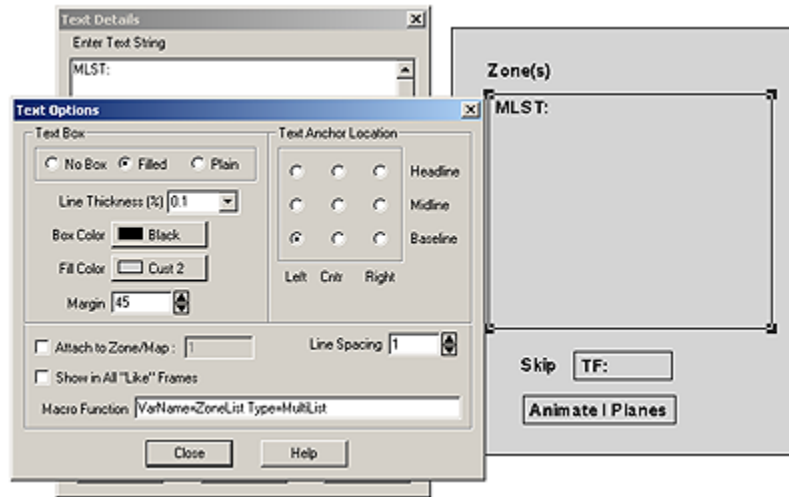 Text Details
Enter Text String
MLST:
Text Options
Text Box
No Box Filled Plain
Line Thickness (%) 0.1
Box Color Black
Fill Color Cust 2
Margin 45
Text Anchor Location
Headline
Midline
Baseline
Left Cntr Right
Attach to Zone/Map : 1
Line Spacing 1
Show in All "Like" Frames
Macro Function VarName=ZoneList Type=MultiList
Close Help
Zone(s)
MLST:
Skip TF:
Animate I Planes